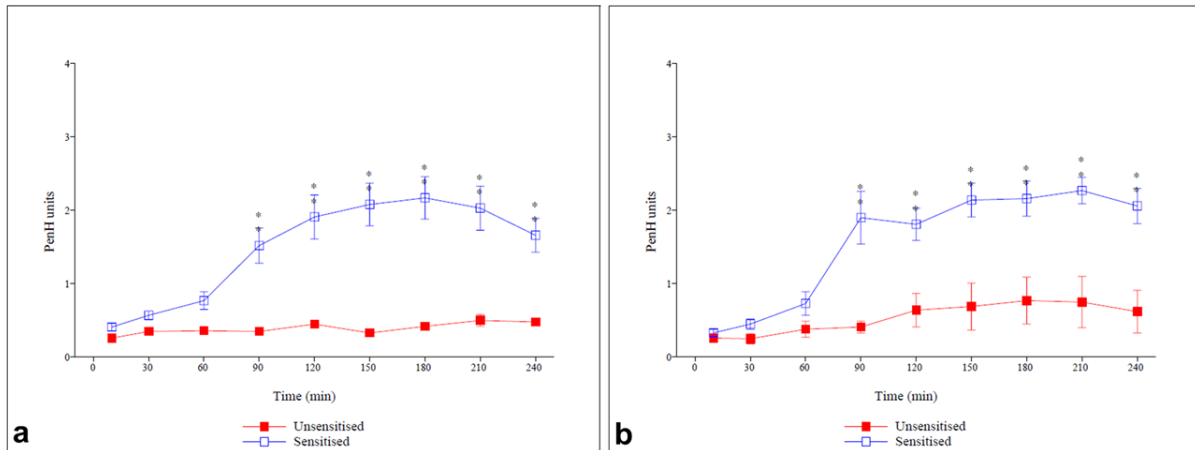 4
3
2
1
0
PenH units
* * * * * *
* * * * * *
0 30 60 90 120 150 180 210 240
Time (min)
Unsensitised
Sensitised
a
4
3
2
1
0
PenH units
* * * * * *
* * * * * *
0 30 60 90 120 150 180 210 240
Time (min)
Unsensitised
Sensitised
b